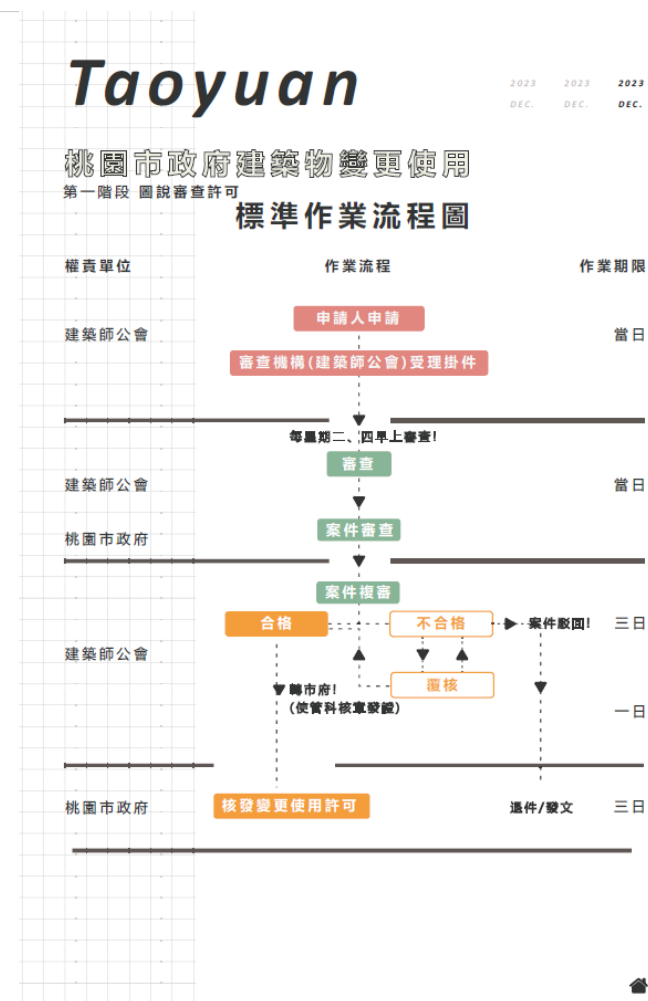 Taoyuan
2023 2023 2023
DEC. DEC. DEC.
桃園市政府建築物變更使用
第一階段 圖說審查許可
標準作業流程圖
權責單位 作業流程 作業期限
申請人申請
建築師公會 當日
審查機構(建築師公會)受理掛件
每星期二、四早上審查!
審查
建築師公會 當日
案件審查
桃園市政府
案件複審
合格 不合格 案件駁回! 三日
建築師公會
覆核
轉市府!
(使管科核章發證)
一日
桃園市政府 核發變更使用許可 退件/發文 三日